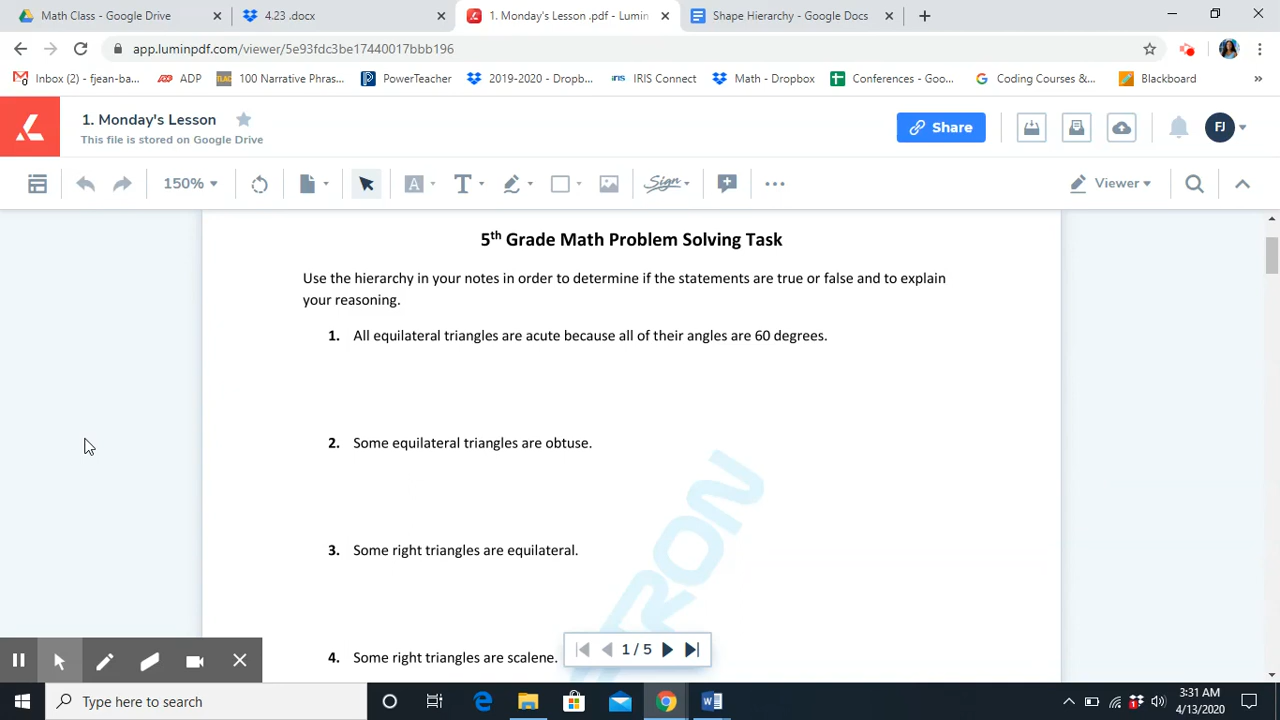 Math Class - Google Drive
4.23 .docx
1. Monday's Lesson .pdf - Lumin
Shape Hierarchy - Google Docs
app.luminpdf.com/viewer/5e93fdc3be17440017bbb196
Inbox (2) - fjean-ba...
ADP
100 Narrative Phras...
PowerTeacher
2019-2020 - Dropb...
IRIS Connect
Math - Dropbox
Conferences - Goo...
Coding Courses &...
Blackboard
1. Monday's Lesson
This file is stored on Google Drive
Share
FJ
150%
A
T
Sign
Viewer
5th Grade Math Problem Solving Task
Use the hierarchy in your notes in order to determine if the statements are true or false and to explain
your reasoning.
1. All equilateral triangles are acute because all of their angles are 60 degrees.
2. Some equilateral triangles are obtuse.
3. Some right triangles are equilateral.
4. Some right triangles are scalene.
1 / 5
Type here to search
3:31 AM
4/13/2020